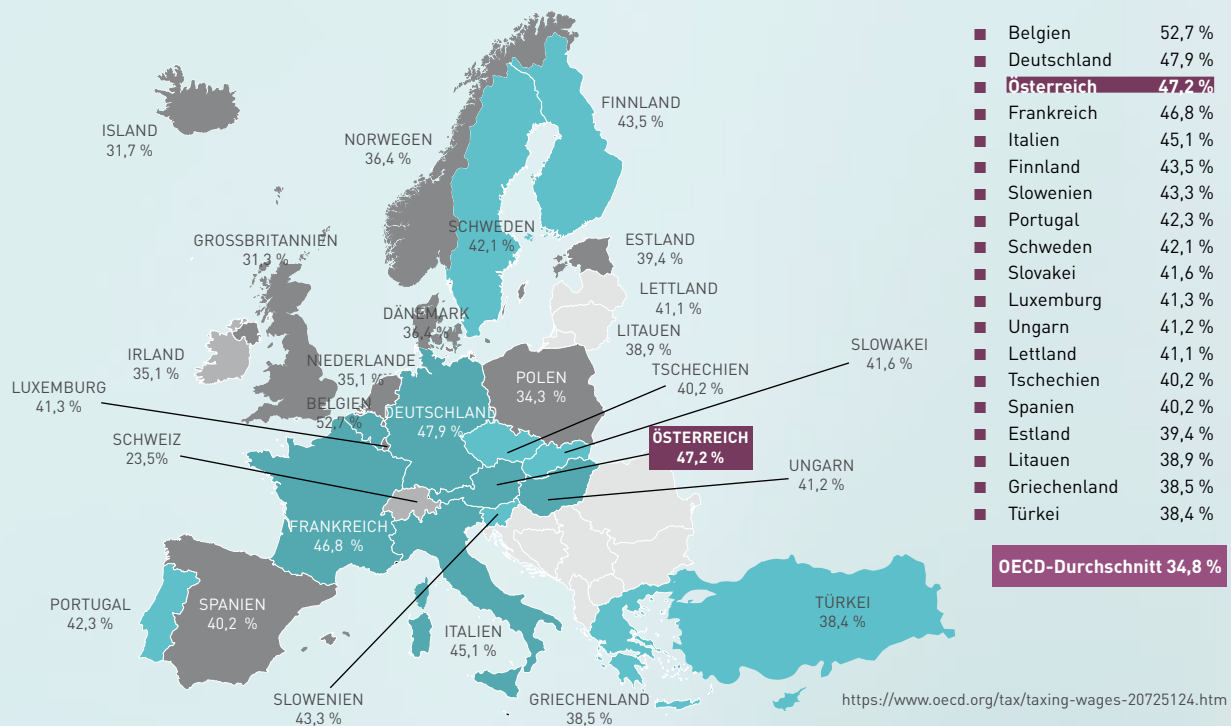 ISLAND
31,7 %
NORWEGEN
36,4 %
FINNLAND
43,5 %
SCHWEDEN
42,1 %
GROSSBRITANNIEN
31,3 %
ESTLAND
39,4 %
LETTLAND
41,1 %
DÄNEMARK
36,4 %
LITAUEN
38,9 %
IRLAND
35,1 %
NIEDERLANDE
35,1 %
SLOWAKEI
41,6 %
TSCHECHIEN
40,2 %
POLEN
34,3 %
LUXEMBURG
41,3 %
BELGIEN
52,7 %
DEUTSCHLAND
47,9 %
SCHWEIZ
23,5%
ÖSTERREICH
47,2 %
UNGARN
41,2 %
FRANKREICH
46,8 %
PORTUGAL
42,3 %
SPANIEN
40,2 %
ITALIEN
45,1 %
TÜRKEI
38,4 %
SLOWENIEN
43,3 %
GRIECHENLAND
38,5 %
Belgien 52,7 %
Deutschland 47,9 %
Österreich 47,2 %
Frankreich 46,8 %
Italien 45,1 %
Finnland 43,5 %
Slowenien 43,3 %
Portugal 42,3 %
Schweden 42,1 %
Slovakei 41,6 %
Luxemburg 41,3 %
Ungarn 41,2 %
Lettland 41,1 %
Tschechien 40,2 %
Spanien 40,2 %
Estland 39,4 %
Litauen 38,9 %
Griechenland 38,5 %
Türkei 38,4 %
OECD-Durchschnitt 34,8 %
https://www.oecd.org/tax/taxing-wages-20725124.htm